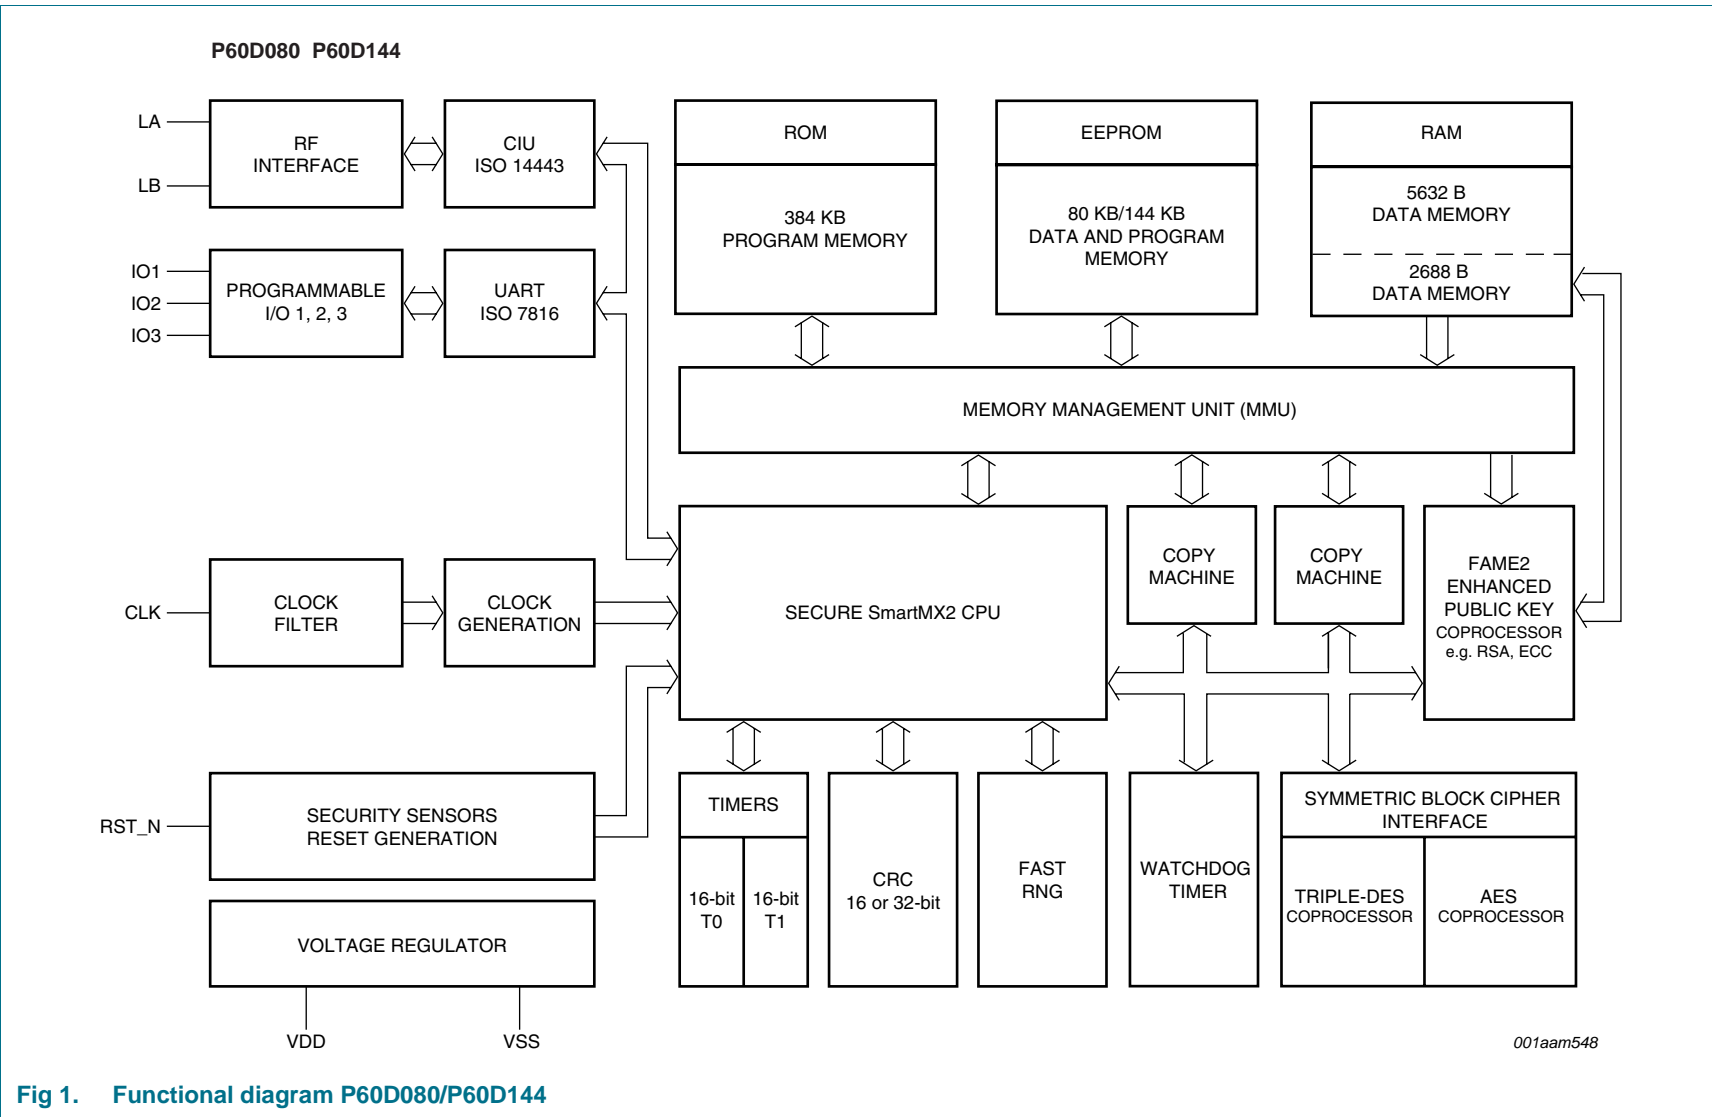 P60D080 P60D144
LA
LB
RF
INTERFACE
CIU
ISO 14443
ROM
384 KB
PROGRAM MEMORY
EEPROM
80 KB/144 KB
DATA AND PROGRAM
MEMORY
RAM
5632 B
DATA MEMORY
2688 B
DATA MEMORY
IO1
IO2
IO3
PROGRAMMABLE
I/O 1, 2, 3
UART
ISO 7816
MEMORY MANAGEMENT UNIT (MMU)
CLK
CLOCK
FILTER
CLOCK
GENERATION
SECURE SmartMX2 CPU
COPY
MACHINE
COPY
MACHINE
FAME2
ENHANCED
PUBLIC KEY
COPROCESSOR
e.g. RSA, ECC
RST_N
SECURITY SENSORS
RESET GENERATION
TIMERS
16-bit
T0
16-bit
T1
CRC
16 or 32-bit
FAST
RNG
WATCHDOG
TIMER
SYMMETRIC BLOCK CIPHER
INTERFACE
TRIPLE-DES
COPROCESSOR
AES
COPROCESSOR
VOLTAGE REGULATOR
VDD
VSS
001aam548
Fig 1. Functional diagram P60D080/P60D144